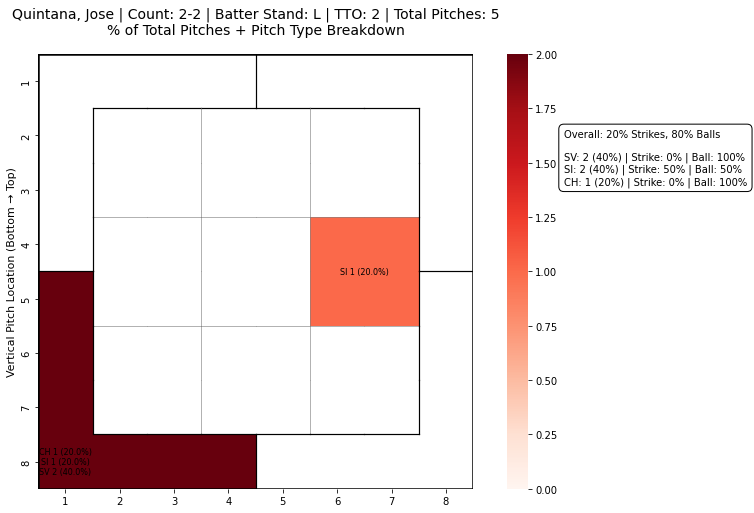 Quintana, Jose | Count: 2-2 | Batter Stand: L | TTO: 2 | Total Pitches: 5
% of Total Pitches + Pitch Type Breakdown
Vertical Pitch Location (Bottom → Top)
1
2
3
4
5
6
7
8
SI 1 (20.0%)
CH 1 (20.0%)
SI 1 (20.0%)
SV 2 (40.0%)
1 2 3 4 5 6 7 8
2.00
1.75
1.50
1.25
1.00
0.75
0.50
0.25
0.00
Overall: 20% Strikes, 80% Balls
SV: 2 (40%) | Strike: 0% | Ball: 100%
SI: 2 (40%) | Strike: 50% | Ball: 50%
CH: 1 (20%) | Strike: 0% | Ball: 100%